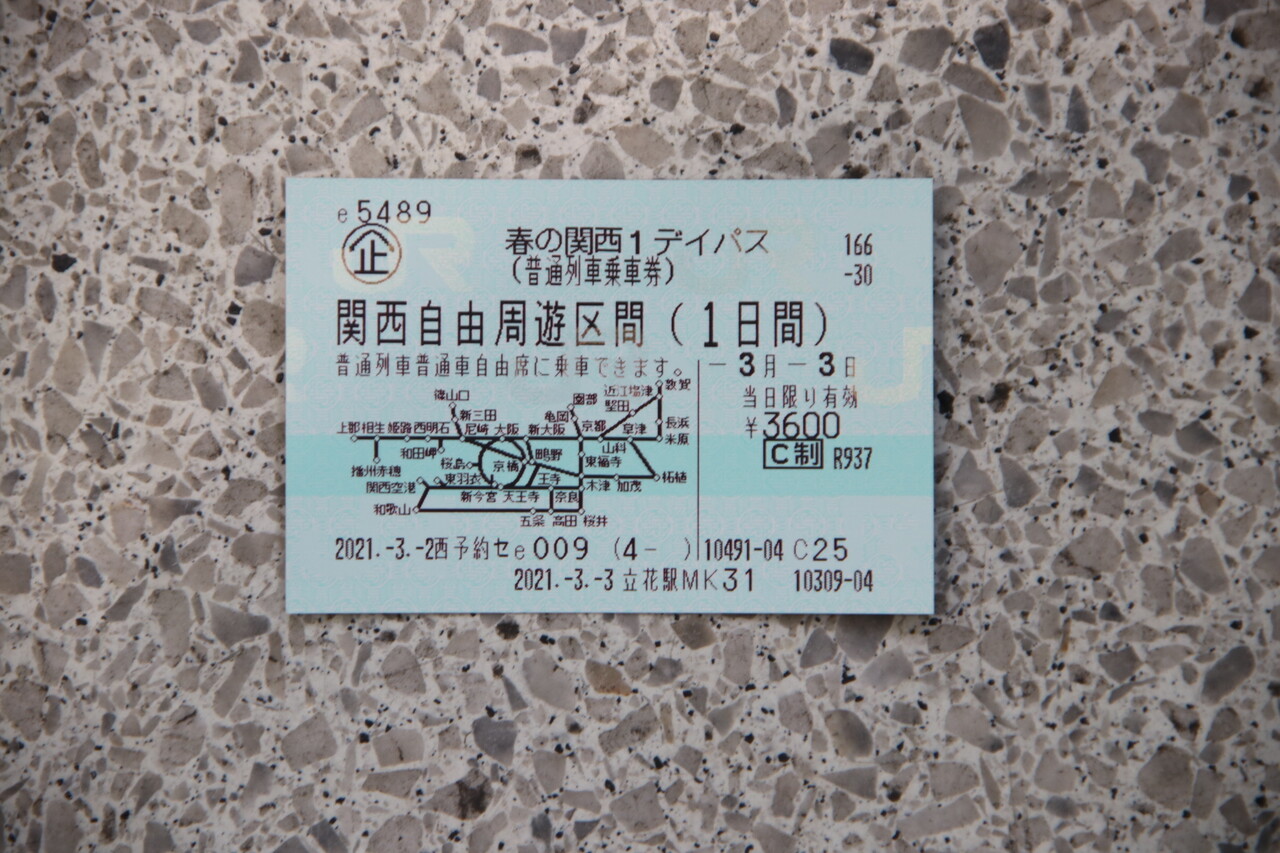 e5489
企
春の関西1デイパス
(普通列車乗車券)
166
-30
関西自由周遊区間(1日間)
普通列車普通車自由席に乗車できます。
-3月-3日
当日限り有効
¥3600
C制 R937
篠山口
園部
近江塩津
敦賀
新三田
亀岡
堅田
上郡 相生 姫路 西明石
尼崎 大阪 新大阪
京都 草津
長浜
米原
播州赤穂
和田岬
桜島
京橋
鴫野
山科
東福寺
関西空港
東羽衣
王寺
木津 加茂
柘植
和歌山
新今宮 天王寺
奈良
五条 高田 桜井
2021.-3.-2西予約セe009 (4- )10491-04 C25
2021.-3.-3 立花駅MK31 10309-04